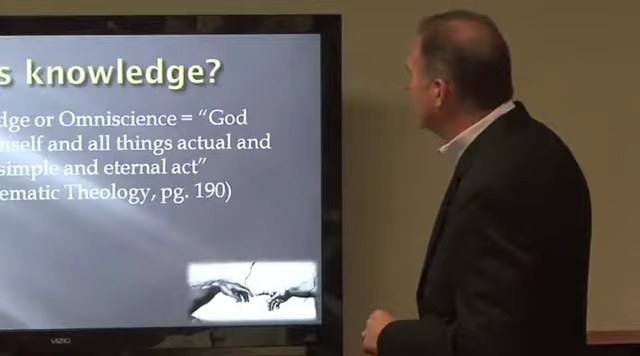 s knowledge?
dge or Omniscience = "God
nself and all things actual and
simple and eternal act"
ematic Theology, pg. 190)
VIZIO